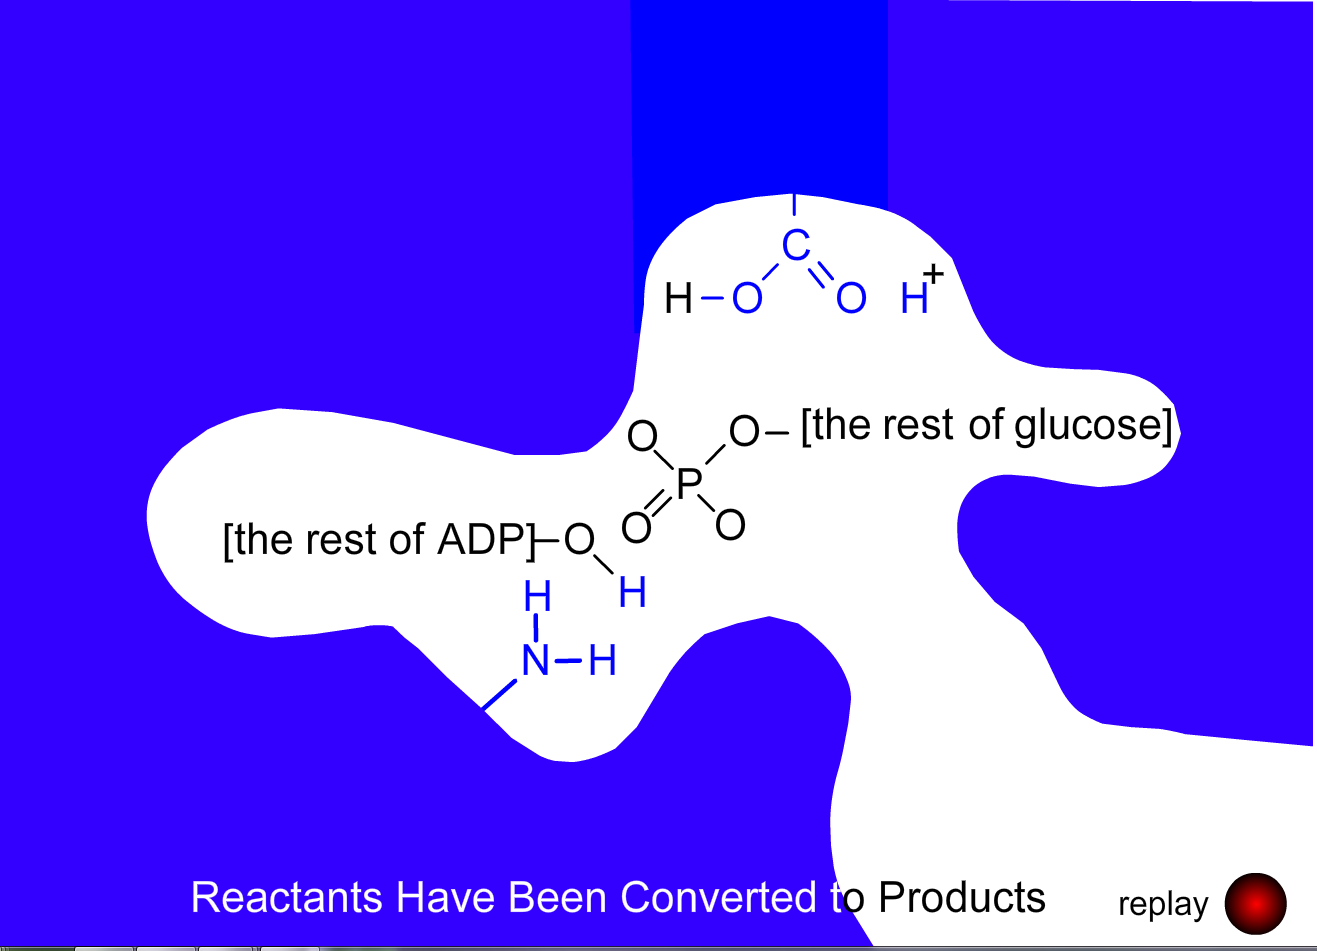 C
H O O H+
O O [the rest of glucose]
P
[the rest of ADP] O O O
H H
N H
Reactants Have Been Converted to Products
replay